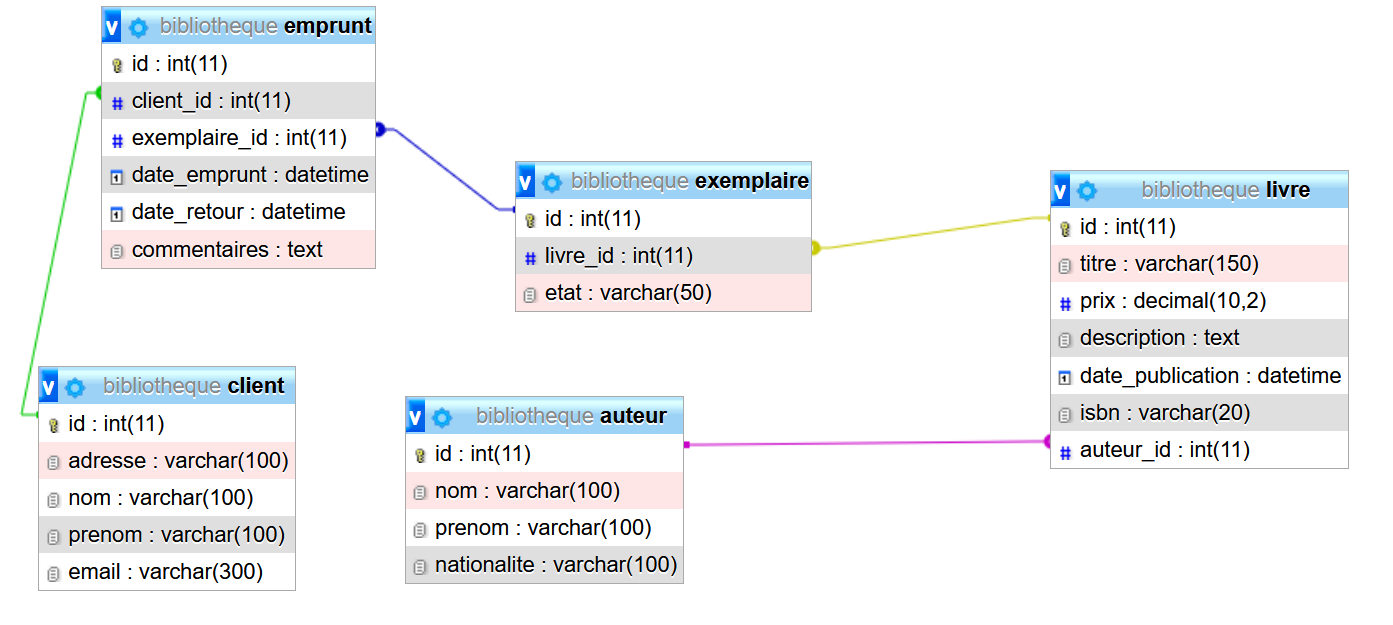 v bibliotheque emprunt
id : int(11)
# client_id : int(11)
# exemplaire_id : int(11)
date_emprunt : datetime
date_retour : datetime
commentaires : text
v bibliotheque exemplaire
id : int(11)
# livre_id : int(11)
etat : varchar(50)
v bibliotheque livre
id : int(11)
titre : varchar(150)
# prix : decimal(10,2)
description : text
date_publication : datetime
isbn : varchar(20)
# auteur_id : int(11)
v bibliotheque client
id : int(11)
adresse : varchar(100)
nom : varchar(100)
prenom : varchar(100)
email : varchar(300)
v bibliotheque auteur
id : int(11)
nom : varchar(100)
prenom : varchar(100)
nationalite : varchar(100)